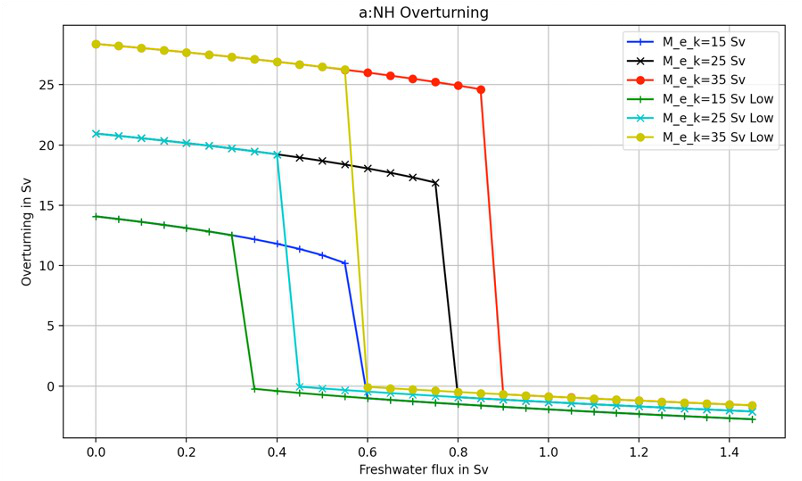 a:NH Overturning
M_e_k=15 Sv
M_e_k=25 Sv
M_e_k=35 Sv
M_e_k=15 Sv Low
M_e_k=25 Sv Low
M_e_k=35 Sv Low
Overturning in Sv
25
20
15
10
5
0
0.0 0.2 0.4 0.6 0.8 1.0 1.2 1.4
Freshwater flux in Sv